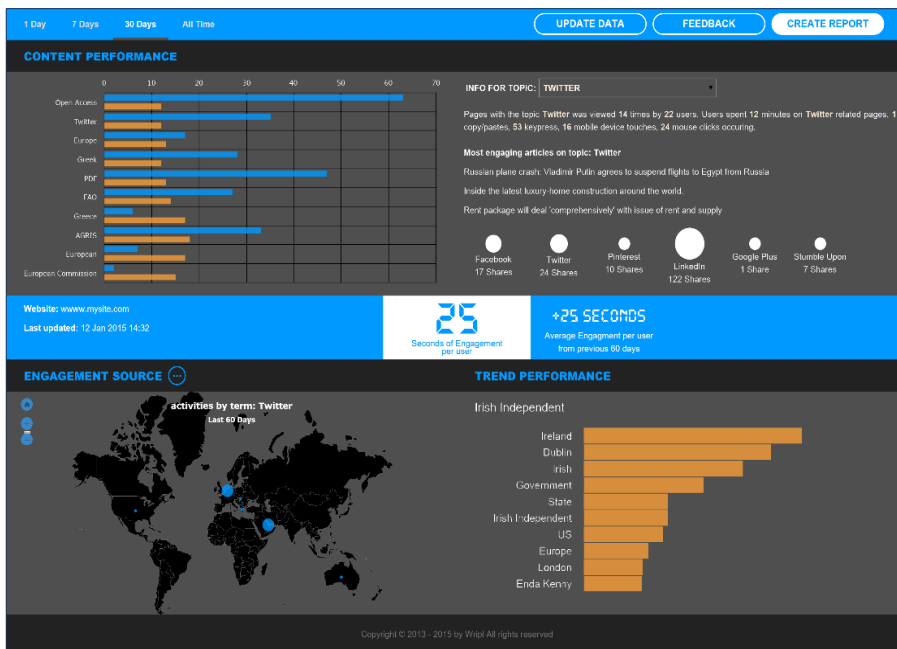 1 Day 7 Days 30 Days All Time UPDATE DATA FEEDBACK CREATE REPORT
CONTENT PERFORMANCE
0 10 20 30 40 50 60 70
Open Access
Twitter
Europe
Greek
PDF
FAO
Greece
AGRIS
European
European Commission
INFO FOR TOPIC: TWITTER
Pages with the topic Twitter was viewed 14 times by 22 users. Users spent 12 minutes on Twitter related pages. 1
copy/pastes, 53 keypress, 16 mobile device touches, 24 mouse clicks occuring.
Most engaging articles on topic: Twitter
Russian plane crash: Vladimir Putin agrees to suspend flights to Egypt from Russia
Inside the latest luxury-home construction around the world.
Rent package will deal 'comprehensively' with issue of rent and supply
Facebook
17 Shares
Twitter
24 Shares
Pinterest
10 Shares
LinkedIn
122 Shares
Google Plus
1 Share
Stumble Upon
7 Shares
Website: wwww.mysite.com
Last updated: 12 Jan 2015 14:32
25
Seconds of Engagement
per user
+25 SECONDS
Average Engagment per user
from previous 60 days
ENGAGEMENT SOURCE
activities by term: Twitter
Last 60 Days
TREND PERFORMANCE
Irish Independent
Ireland
Dublin
Irish
Government
State
Irish Independent
US
Europe
London
Enda Kenny
Copyright © 2013 - 2015 by Wripl All rights reserved